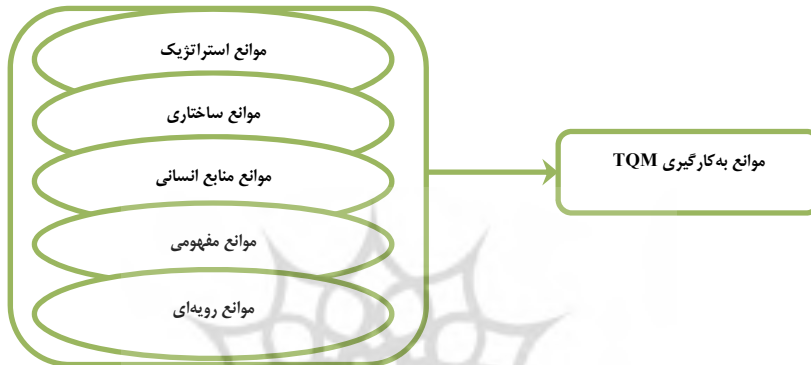 موانع استراتژیک
موانع ساختاری
موانع منابع انسانی
موانع مفهومی
موانع رویه‌ای
موانع به‌کارگیری TQM